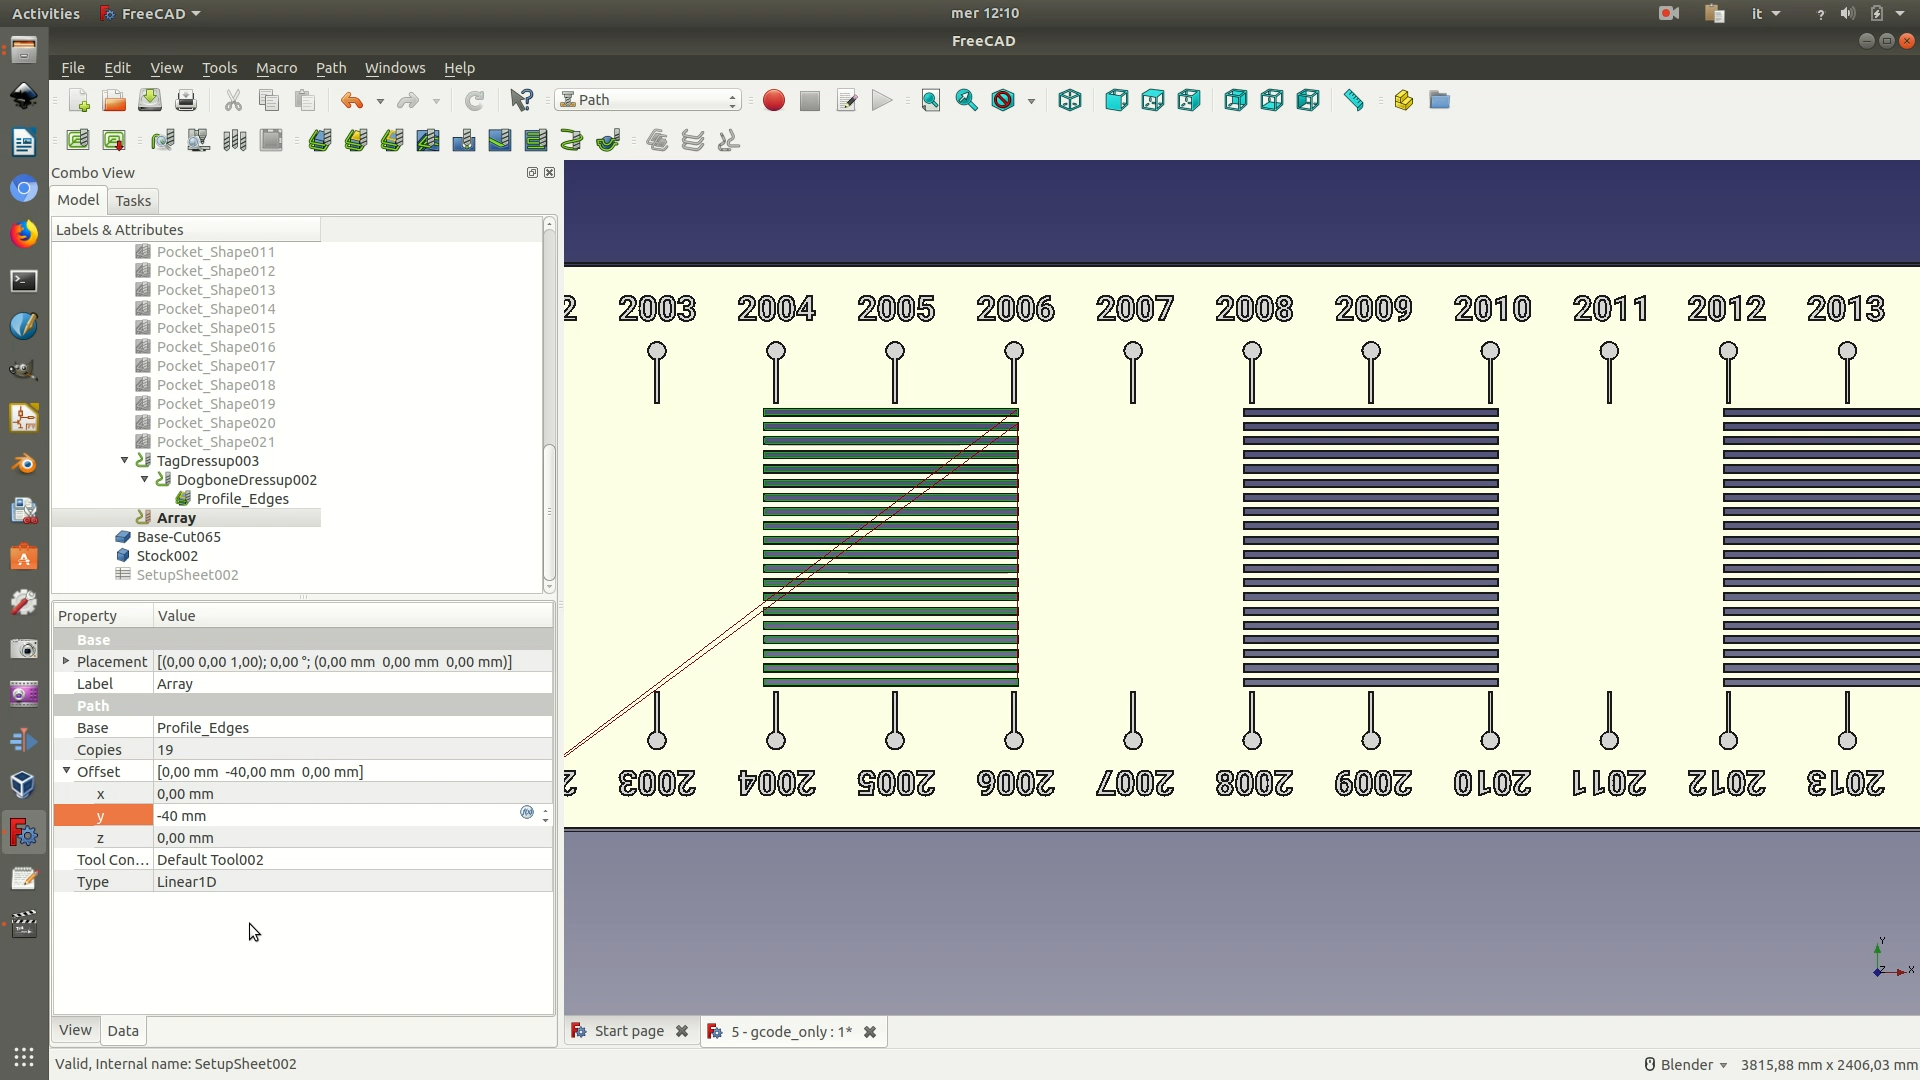 Activities FreeCAD mer 12:10 it ?
FreeCAD
File Edit View Tools Macro Path Windows Help
Path
Combo View
Model Tasks
Labels & Attributes
Pocket_Shape011
Pocket_Shape012
Pocket_Shape013
Pocket_Shape014
Pocket_Shape015
Pocket_Shape016
Pocket_Shape017
Pocket_Shape018
Pocket_Shape019
Pocket_Shape020
Pocket_Shape021
TagDressup003
DogboneDressup002
Profile_Edges
Array
Base-Cut065
Stock002
SetupSheet002
Property Value
Base
Placement [(0,00 0,00 1,00); 0,00 °; (0,00 mm 0,00 mm 0,00 mm)]
Label Array
Path
Base Profile_Edges
Copies 19
Offset [0,00 mm -40,00 mm 0,00 mm]
x 0,00 mm
y -40 mm
z 0,00 mm
Tool Con... Default Tool002
Type Linear1D
View Data
2 2003 2004 2005 2006 2007 2008 2009 2010 2011 2012 2013
2 2003 2004 2005 2006 2007 2008 2009 2010 2011 2012 2013
Y
Z X
Start page 5 - gcode_only : 1*
Valid, Internal name: SetupSheet002 Blender 3815,88 mm x 2406,03 mm